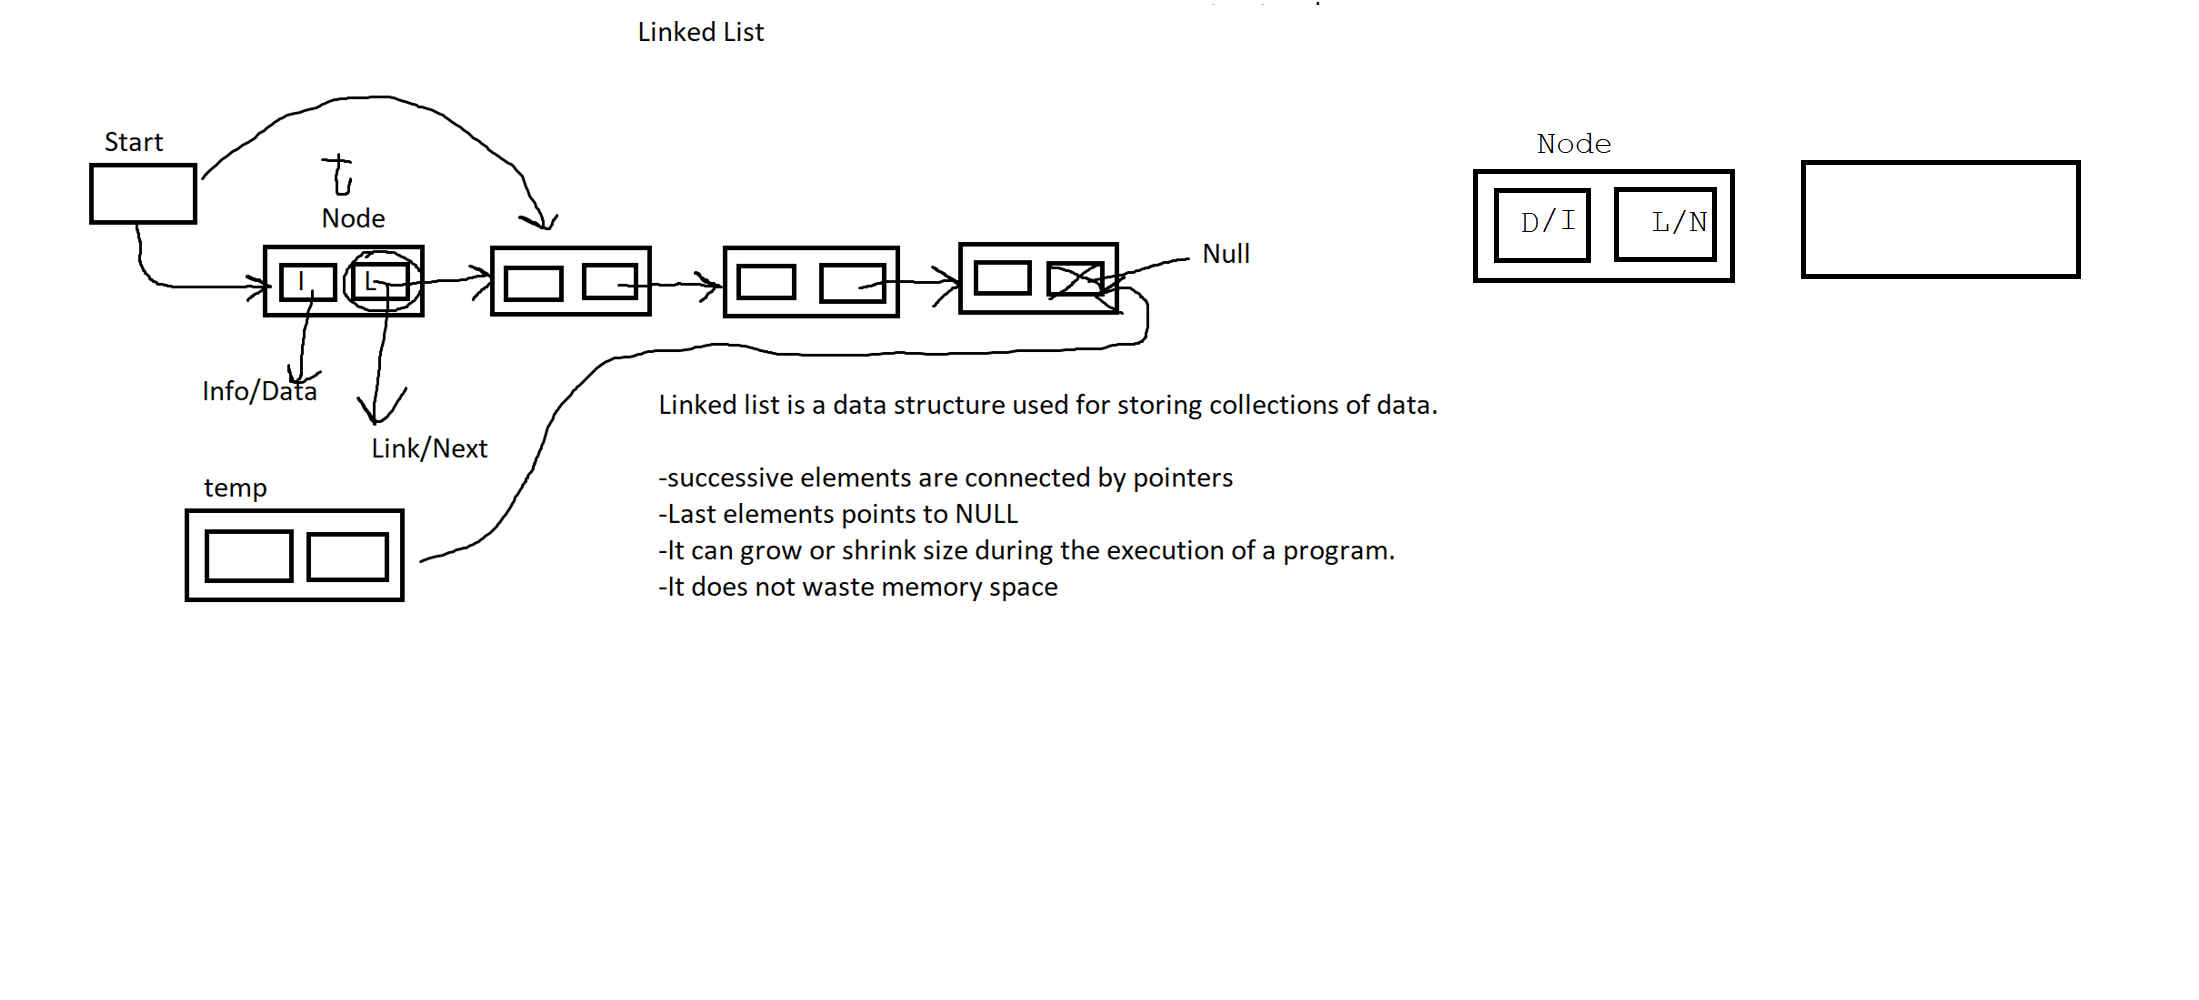 Linked List
Start
t
Node
I
L
Null
Info/Data
Link/Next
temp
Linked list is a data structure used for storing collections of data.
-successive elements are connected by pointers
-Last elements points to NULL
-It can grow or shrink size during the execution of a program.
-It does not waste memory space
Node
D/I
L/N